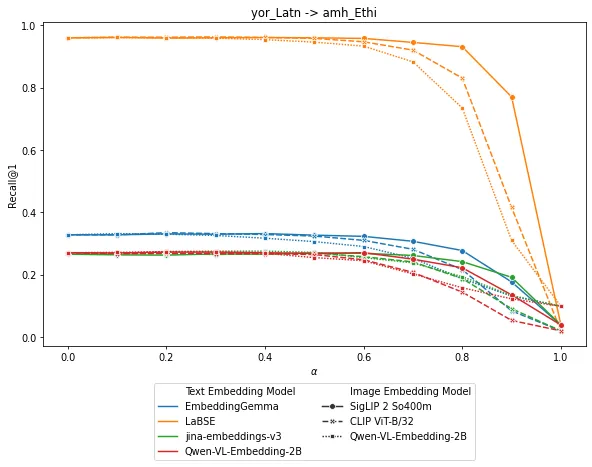 yor_Latn -> amh_Ethi
1.0
0.8
0.6
0.4
0.2
0.0
Recall@1
0.0 0.2 0.4 0.6 0.8 1.0
α
Text Embedding Model Image Embedding Model
EmbeddingGemma SigLIP 2 So400m
LaBSE CLIP ViT-B/32
jina-embeddings-v3 Qwen-VL-Embedding-2B
Qwen-VL-Embedding-2B